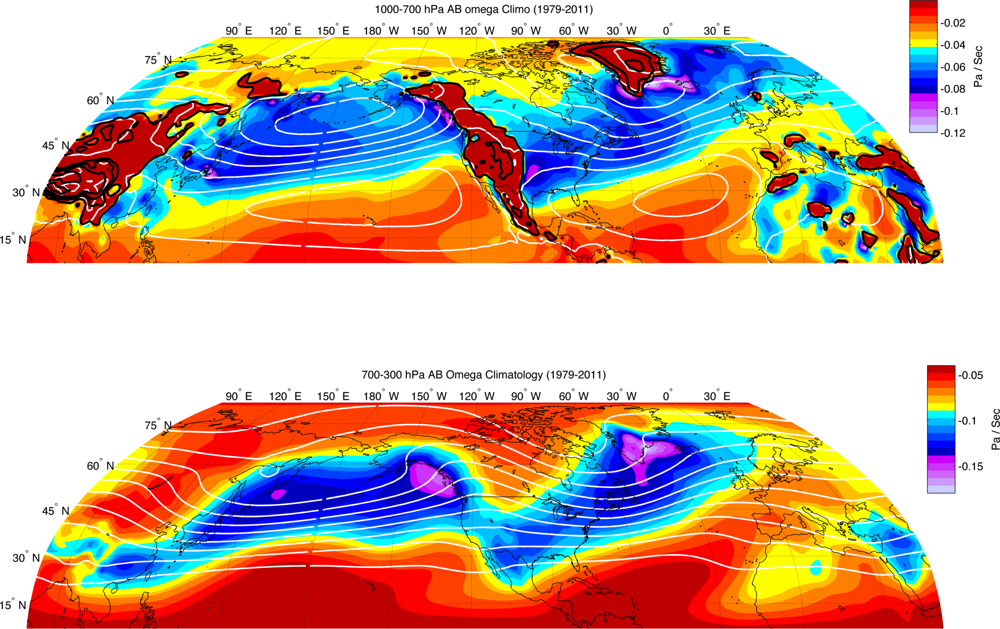 1000-700 hPa AB omega Climo (1979-2011)
90° E 120° E 150° E 180° W 150° W 120° W 90° W 60° W 30° W 0° 30° E
75° N
60° N
45° N
30° N
15° N
-0.02
-0.04
-0.06
-0.08
-0.1
-0.12
Pa / Sec
700-300 hPa AB Omega Climatology (1979-2011)
90° E 120° E 150° E 180° W 150° W 120° W 90° W 60° W 30° W 0° 30° E
75° N
60° N
45° N
30° N
15° N
-0.05
-0.1
-0.15
Pa / Sec